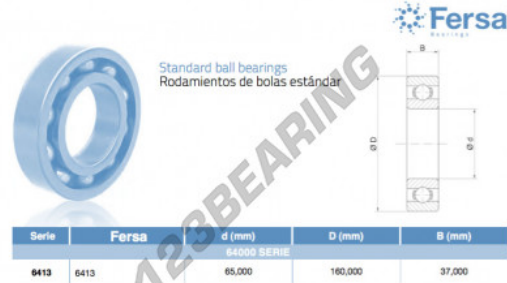 Fersa
Bearings
Standard ball bearings
Rodamientos de bolas estándar
B
Ø D
Ø d
123BEARING
Serie Fersa d (mm) D (mm) B (mm)
64000 SERIE
6413 6413 65,000 160,000 37,000